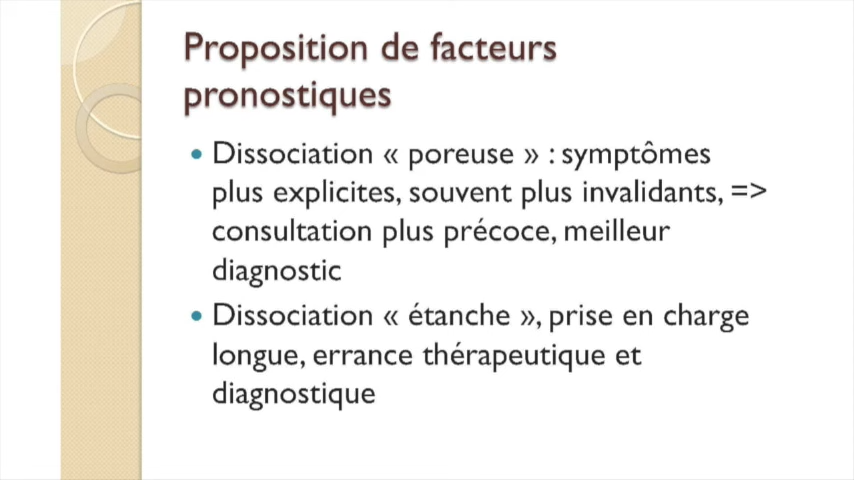 Proposition de facteurs
pronostiques
• Dissociation « poreuse » : symptômes
plus explicites, souvent plus invalidants, =>
consultation plus précoce, meilleur
diagnostic
• Dissociation « étanche », prise en charge
longue, errance thérapeutique et
diagnostique